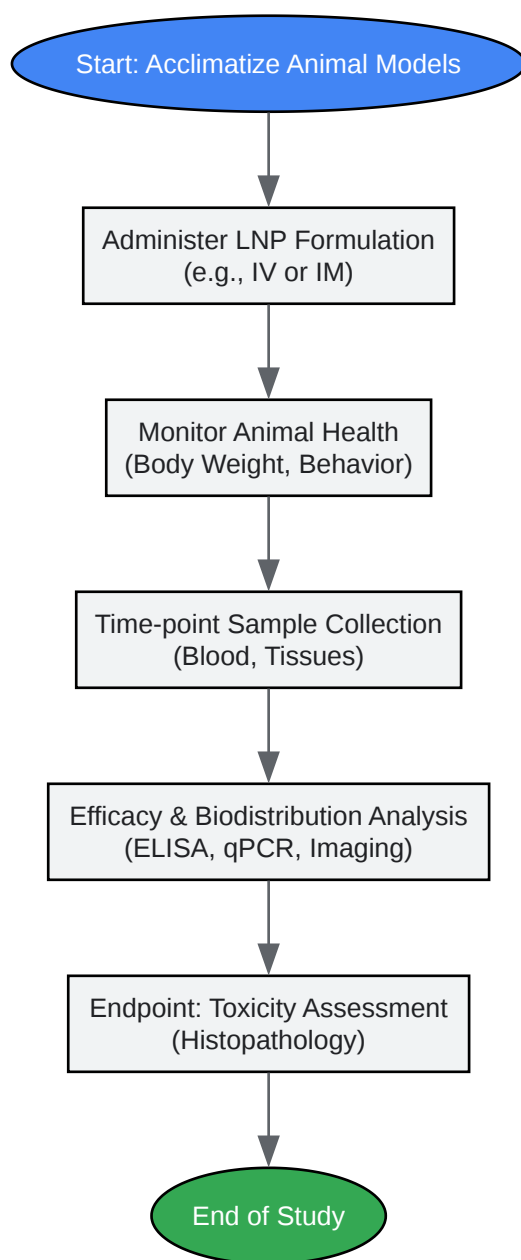 Start: Acclimatize Animal Models
Administer LNP Formulation
(e.g., IV or IM)
Monitor Animal Health
(Body Weight, Behavior)
Time-point Sample Collection
(Blood, Tissues)
Efficacy & Biodistribution Analysis
(ELISA, qPCR, Imaging)
Endpoint: Toxicity Assessment
(Histopathology)
End of Study